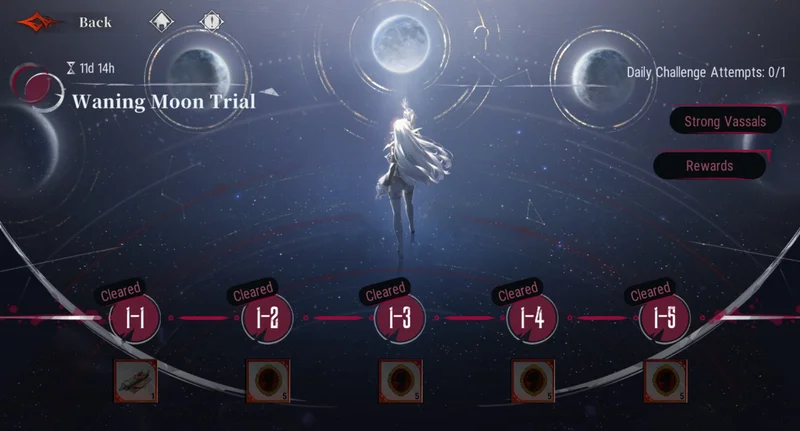 Back
11d 14h
Waning Moon Trial
Daily Challenge Attempts: 0/1
Strong Vassals
Rewards
Cleared Cleared Cleared Cleared Cleared
1-1 1-2 1-3 1-4 1-5
1 5 5 5 5